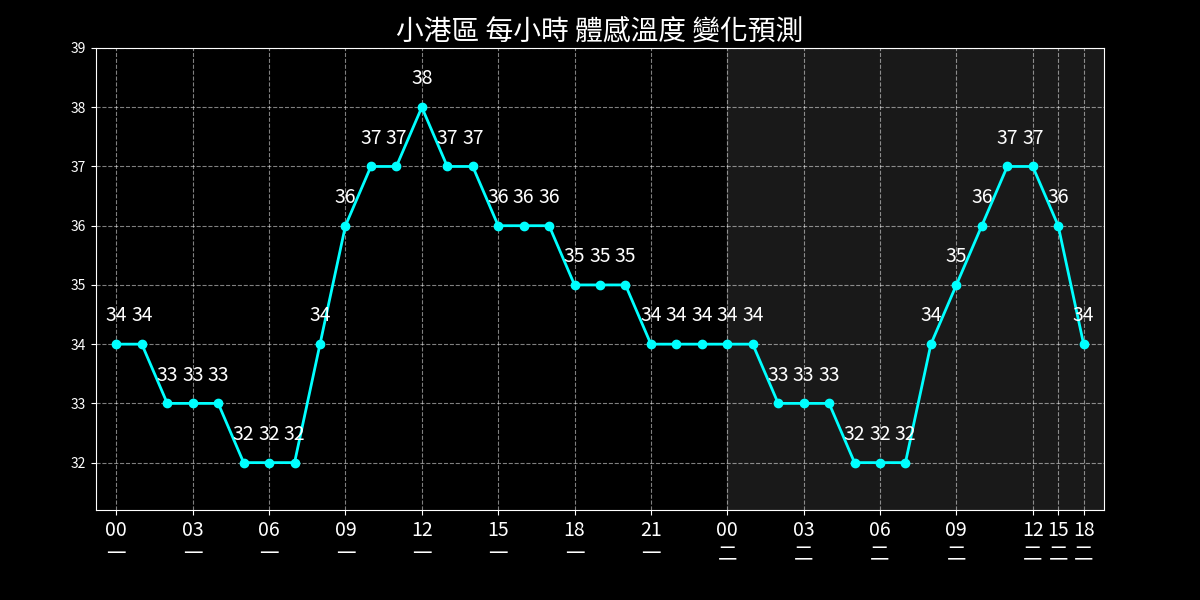 小港區 每小時 體感溫度 變化預測
39
38
38
37 37 37 37 37 37
37
36 36 36 36 36 36
36
35 35 35 35
35
34 34 34 34 34 34 34 34 34 34
34
33 33 33 33 33 33
33
32 32 32 32 32 32
32
00 03 06 09 12 15 18 21 00 03 06 09 12 15 18
一 一 一 一 一 一 一 一 二 二 二 二 二 二 二